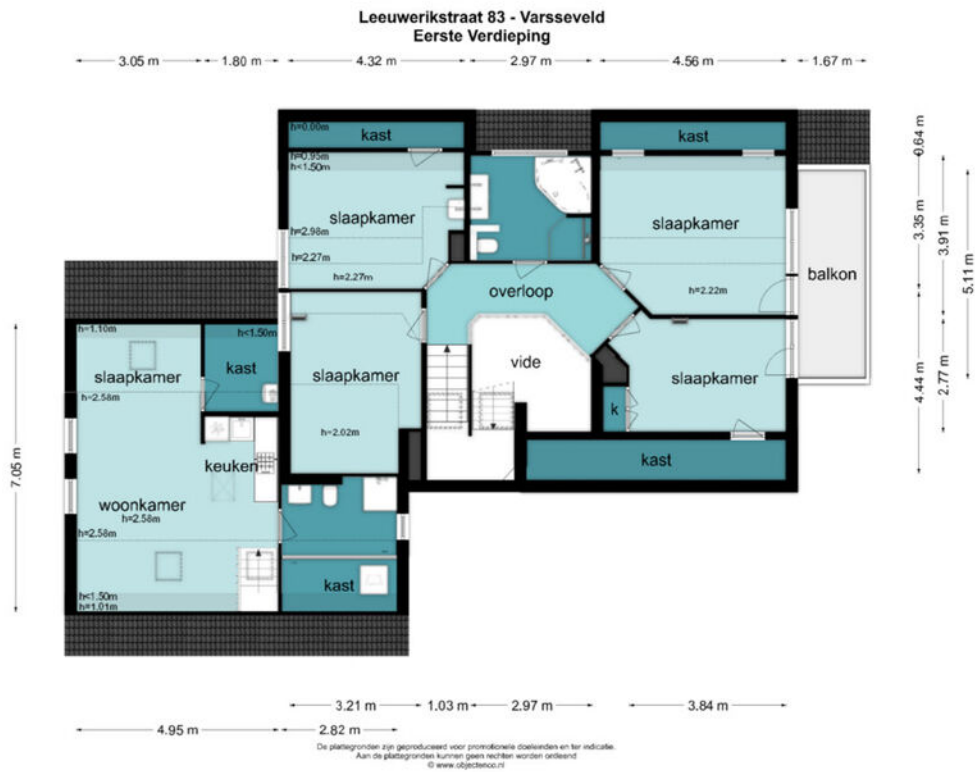 Leeuwerikstraat 83 - Varsseveld
Eerste Verdieping
3.05 m
1.80 m
4.32 m
2.97 m
4.56 m
1.67 m
h=0.00m
kast
kast
0.64 m
h=0.95m
h<1.50m
slaapkamer
h=2.98m
h=2.27m
h=2.27m
slaapkamer
h=2.22m
balkon
3.35 m
3.91 m
5.11 m
overloop
h=1.10m
slaapkamer
h=2.58m
h<1.50m
kast
slaapkamer
h=2.02m
vide
slaapkamer
k
kast
4.44 m
2.77 m
7.05 m
keuken
woonkamer
h=2.58m
h=2.58m
h<1.50m
h=1.01m
kast
3.21 m
1.03 m
2.97 m
3.84 m
4.95 m
2.82 m
De plattegronden zijn geproduceerd voor promotionele doeleinden en ter indicatie.
Aan de plattegronden kunnen geen rechten worden ontleend
© www.objectenco.nl